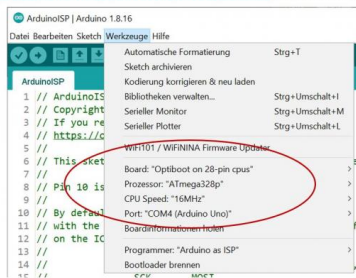 ArduinoISP | Arduino 1.8.16
Datei Bearbeiten Sketch Werkzeuge Hilfe
Automatische Formatierung Strg+T
Sketch archivieren
ArduinoISP
Kodierung korrigieren & neu laden
1 // ArduinoIS
Bibliotheken verwalten... Strg+Umschalt+I
2 // Copyright
Serieller Monitor Strg+Umschalt+M
3 // If you re
Serieller Plotter Strg+Umschalt+L
4 // https://o
5 //
WiFi101 / WiFiNINA Firmware Updater
6 // This sket
Board: "Optiboot on 28-pin cpus"
7 //
Prozessor: "ATmega328p"
8 // Pin 10 is
CPU Speed: "16MHz"
9 //
10 // By defaul
Port: "COM4 (Arduino Uno)"
11 // with the
Boardinformationen holen
12 // on the IC
13 //
Programmer: "Arduino as ISP"
14 //
Bootloader brennen
15 // SCK MOST